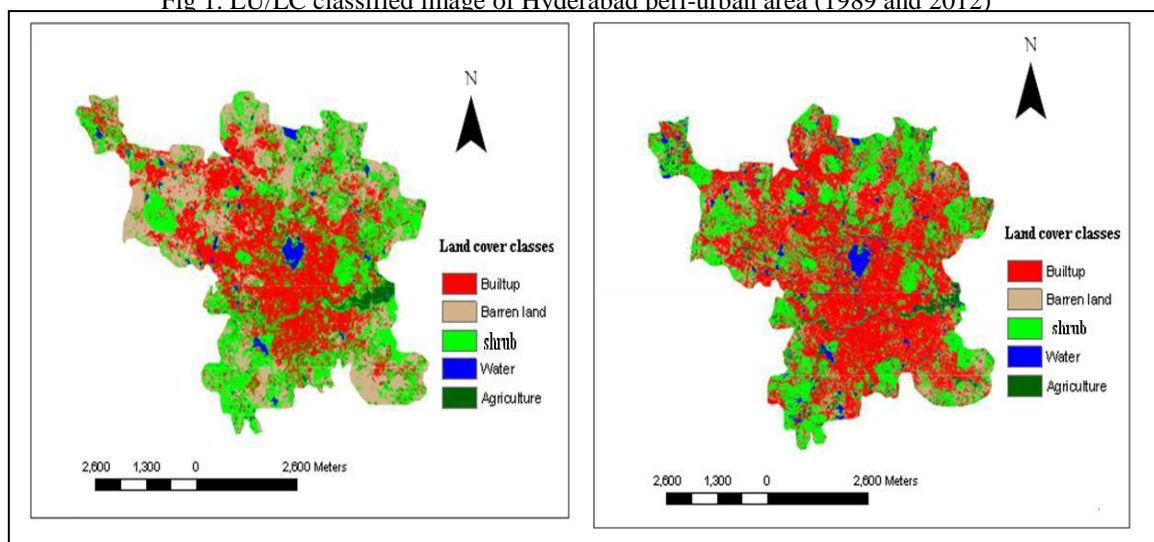 Fig 1. LU/LC classified image of Hyderabad peri-urban area (1989 and 2012)
N
Land cover classes
Builtup
Barren land
shrub
Water
Agriculture
2,600 1,300 0 2,600 Meters
N
Land cover classes
Builtup
Barren land
shrub
Water
Agriculture
2,600 1,300 0 2,600 Meters